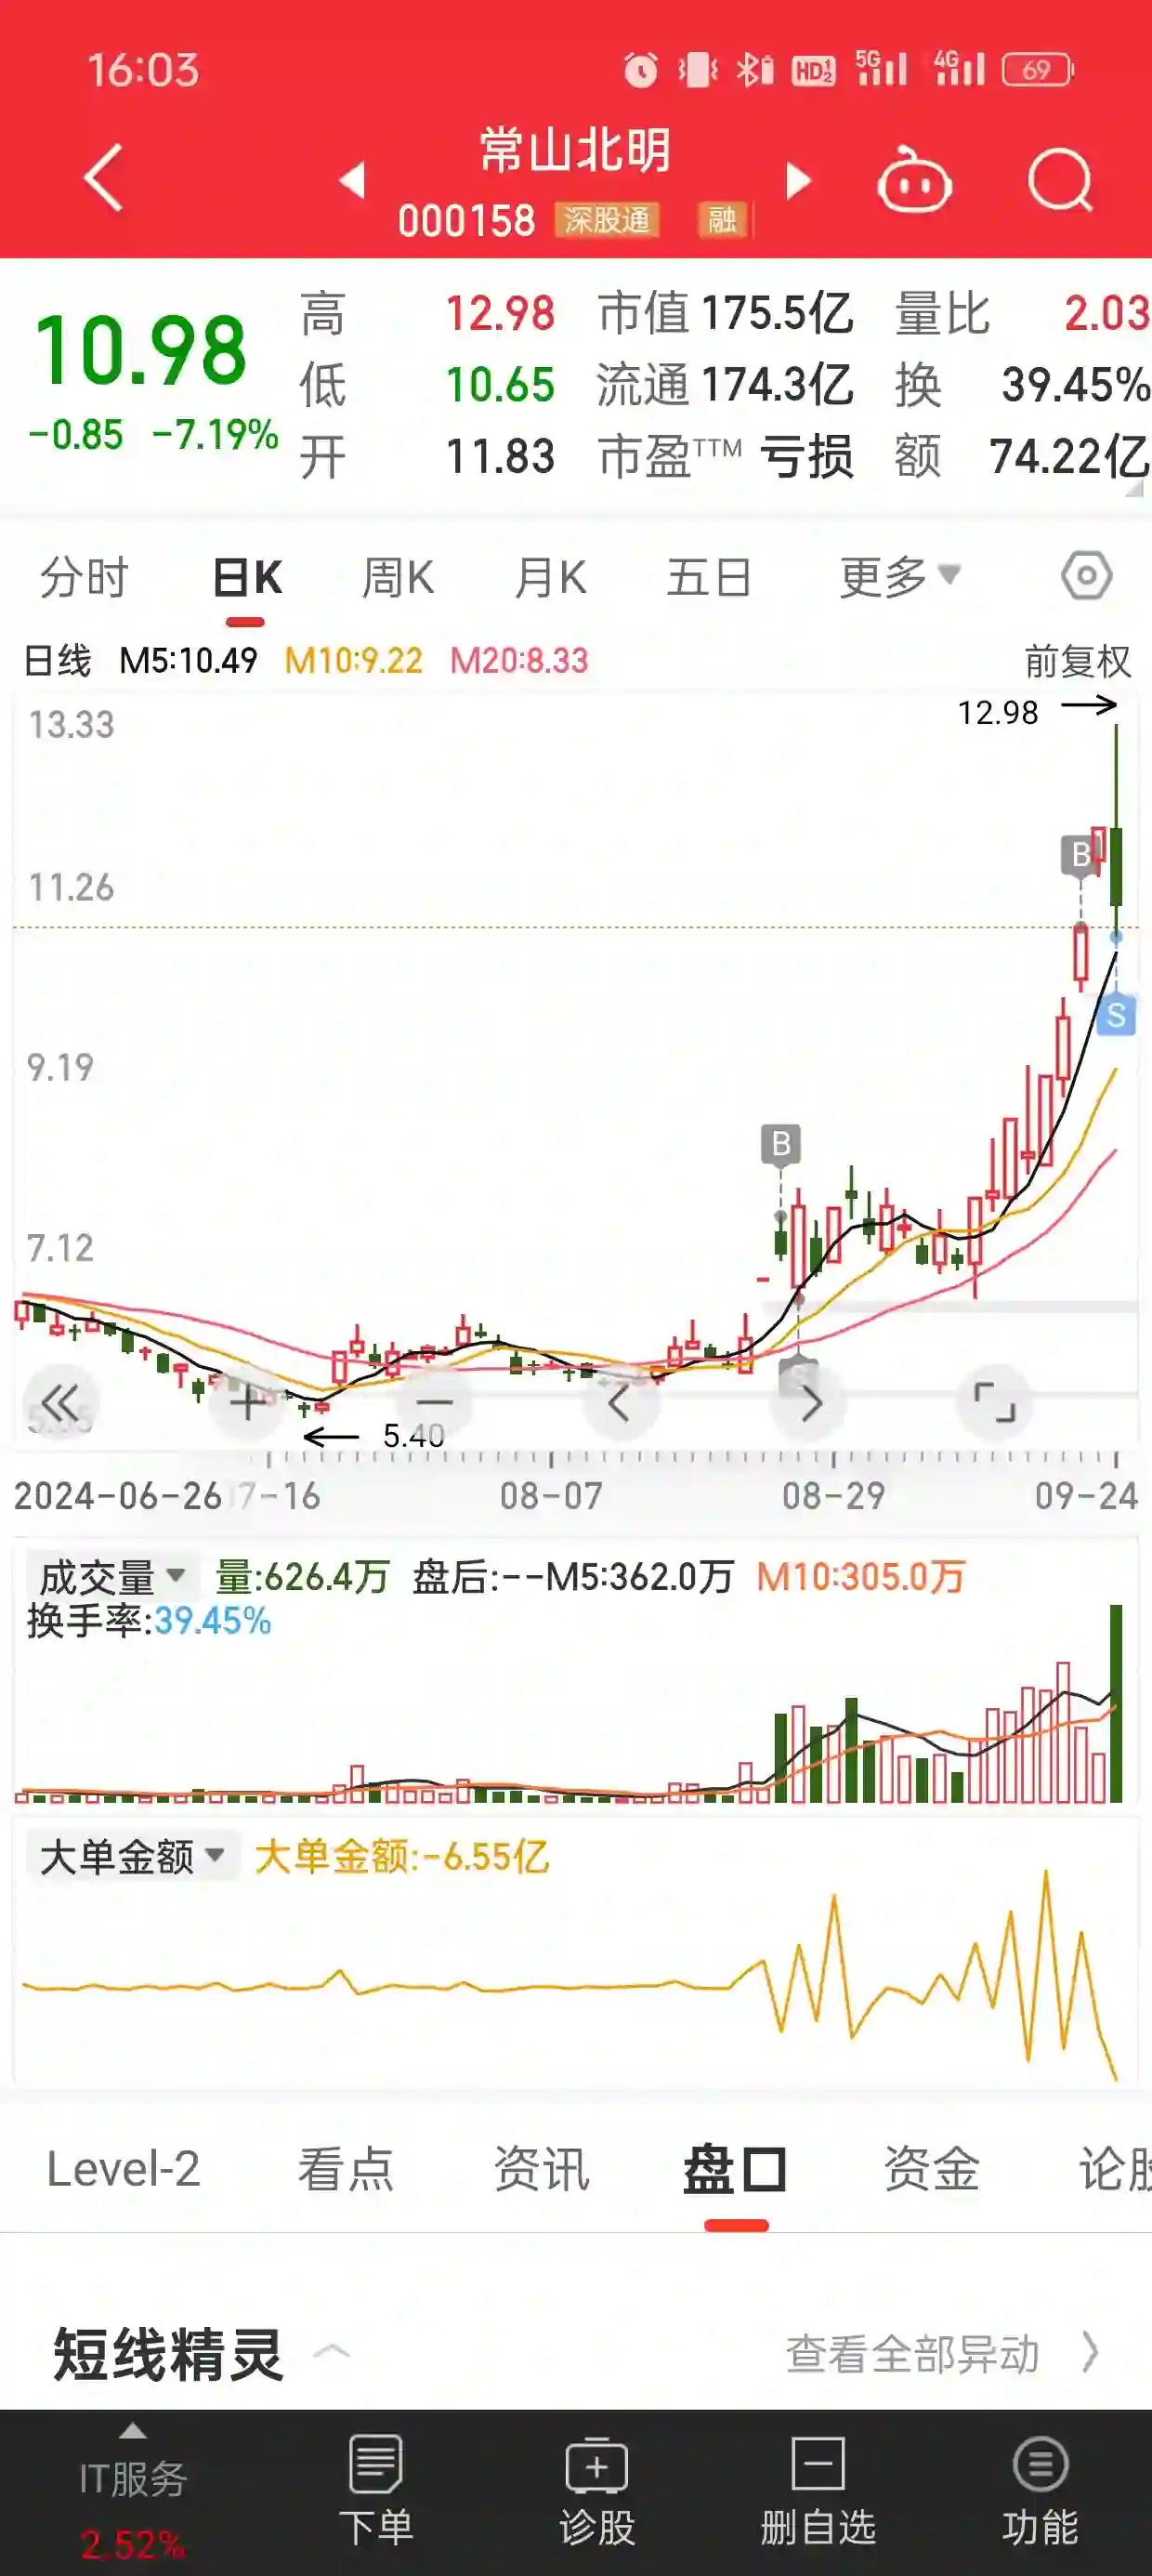 16:03
HD 1 2
5G
4G
69
常山北明
000158 深股通 融
10.98
-0.85 -7.19%
高 12.98 市值 175.5亿 量比 2.03
低 10.65 流通 174.3亿 换 39.45%
开 11.83 市盈TTM 亏损 额 74.22亿
分时 日K 周K 月K 五日 更多
日线 M5:10.49 M10:9.22 M20:8.33 前复权
13.33
12.98
B
11.26
S
9.19
B
7.12
S
5.40
2024-06-26 7-16 08-07 08-29 09-24
成交量 量:626.4万 盘后:--M5:362.0万 M10:305.0万
换手率:39.45%
大单金额 大单金额:-6.55亿
Level-2 看点 资讯 盘口 资金 论股
短线精灵 查看全部异动
IT服务
2.52%
下单 诊股 删自选 功能